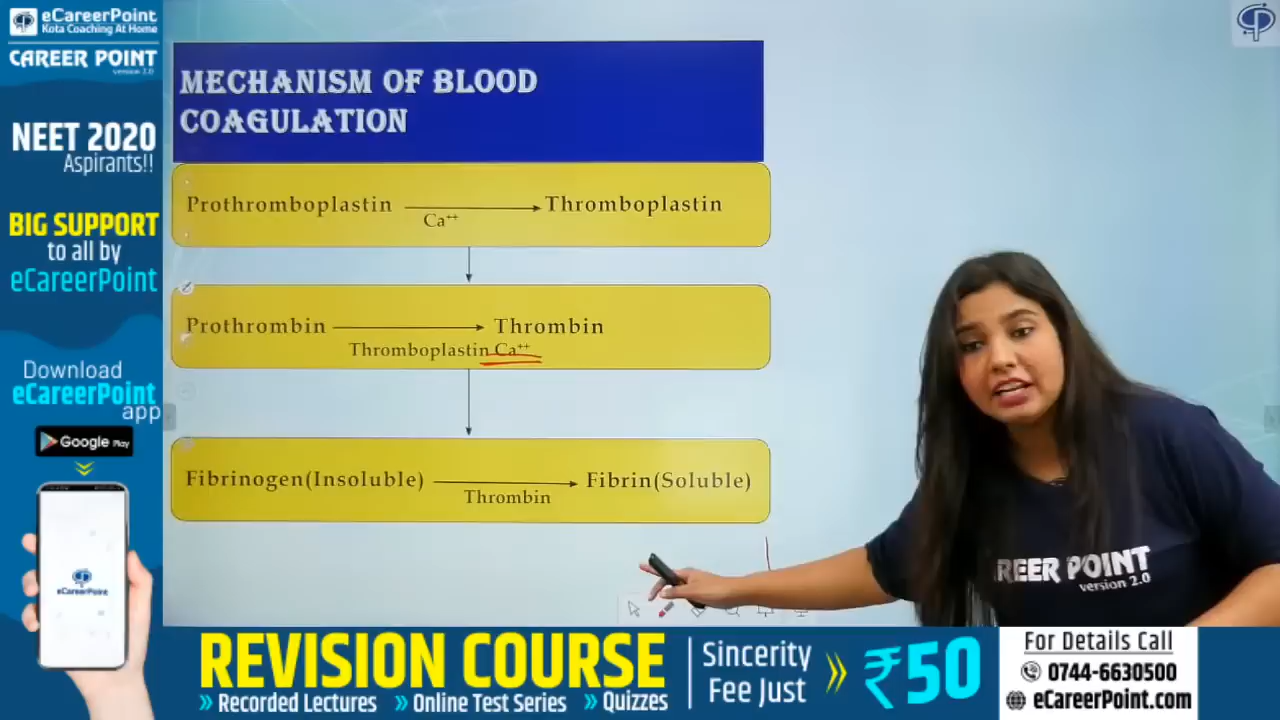 eCareerPoint
Kota Coaching At Home
CAREER POINT
version 2.0
NEET 2020
Aspirants!!
BIG SUPPORT
to all by
eCareerPoint
Download
eCareerPoint
app
Google Play
eCareerPoint
MECHANISM OF BLOOD
COAGULATION
Prothromboplastin
Ca⁺⁺
Thromboplastin
Prothrombin
Thromboplastin Ca⁺⁺
Thrombin
Fibrinogen(Insoluble)
Thrombin
Fibrin(Soluble)
REER POINT
version 2.0
REVISION COURSE
» Recorded Lectures » Online Test Series » Quizzes
Sincerity
Fee Just
» ₹50
For Details Call
0744-6630500
eCareerPoint.com